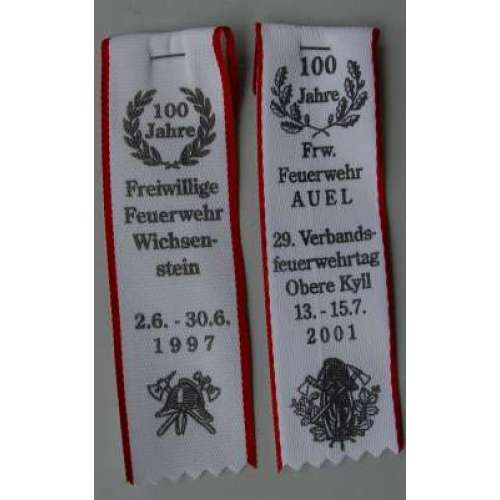 100
Jahre
Freiwillige
Feuerwehr
Wichsen-
stein
2.6. - 30.6.
1997
100
Jahre
Frw.
Feuerwehr
AUEL
29. Verbands-
feuerwehrtag
Obere Kyll
13. - 15.7.
2001